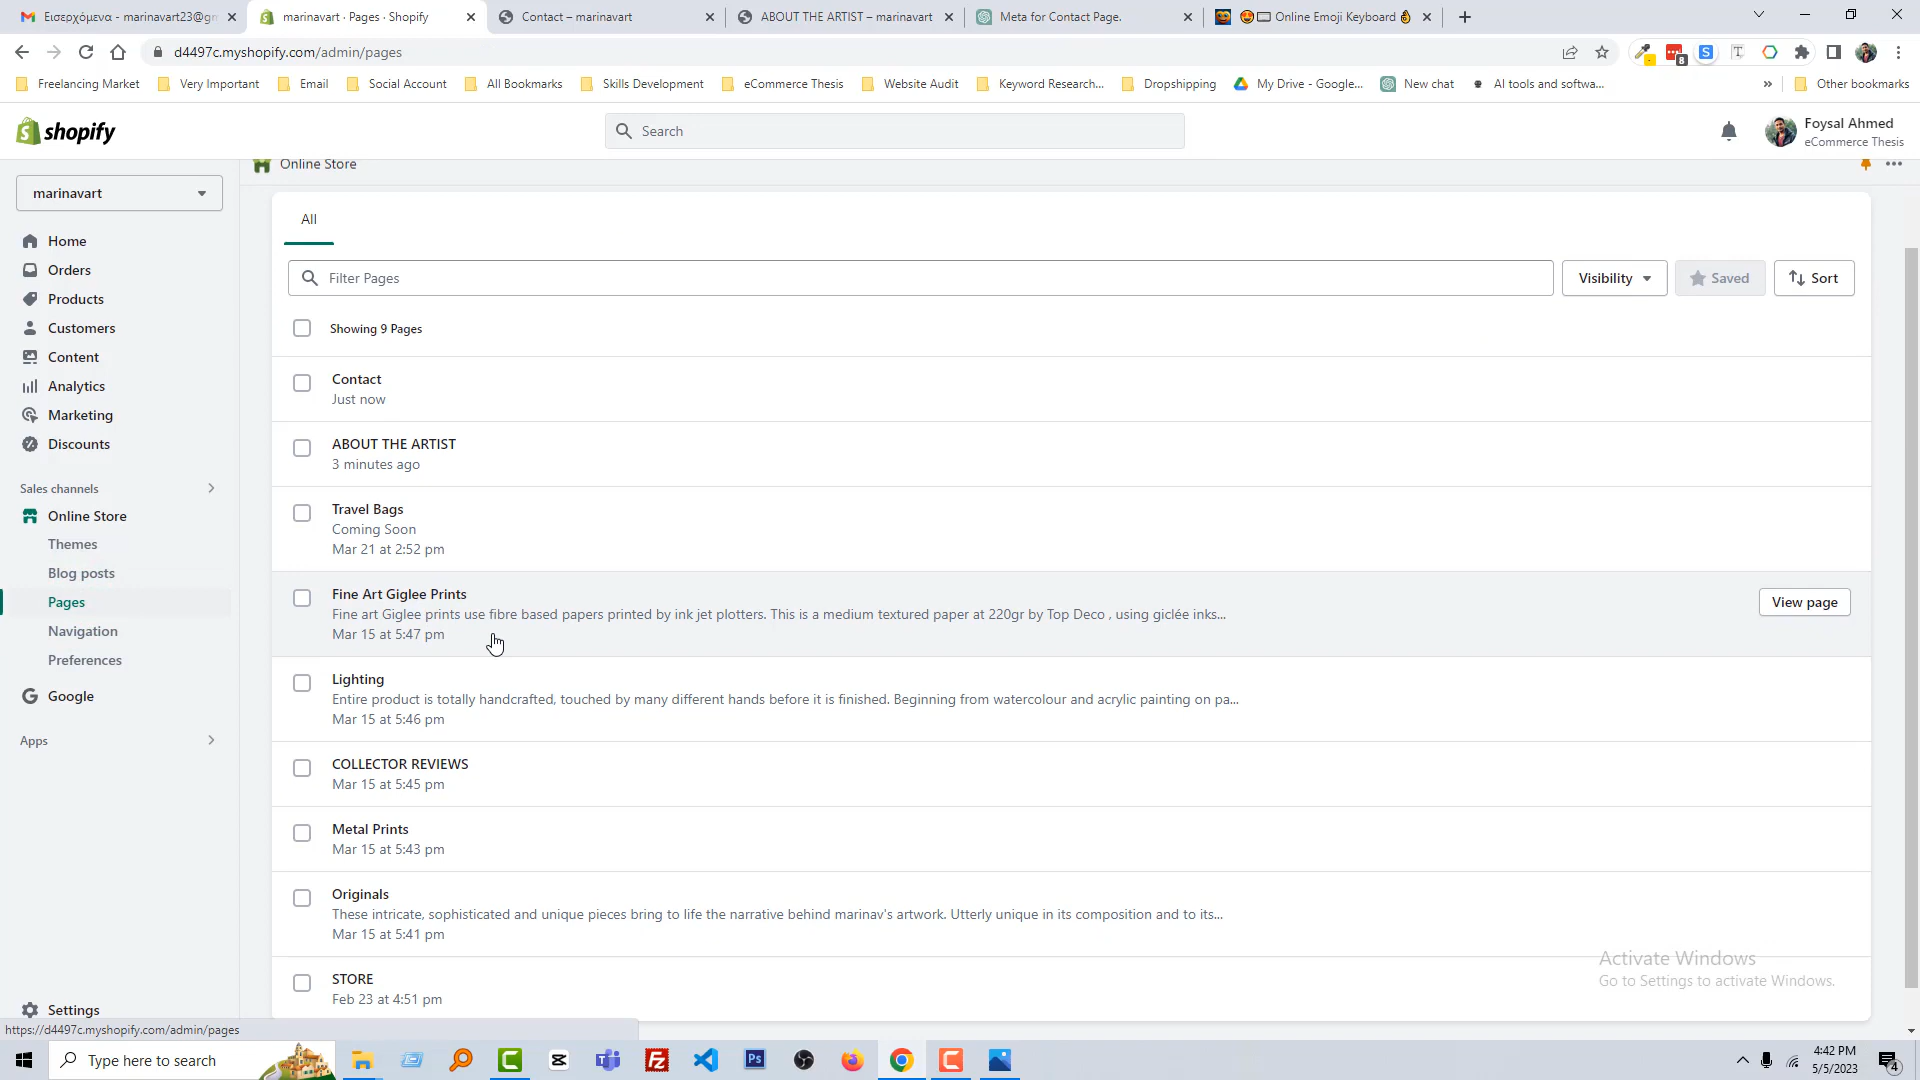 Εισερχόμενα - marinavart23@gm
marinavart · Pages · Shopify
Contact – marinavart
ABOUT THE ARTIST – marinavart
Meta for Contact Page.
Online Emoji Keyboard
d4497c.myshopify.com/admin/pages
Freelancing Market
Very Important
Email
Social Account
All Bookmarks
Skills Development
eCommerce Thesis
Website Audit
Keyword Research...
Dropshipping
My Drive - Google...
New chat
AI tools and softwa...
Other bookmarks
shopify
Search
Foysal Ahmed
eCommerce Thesis
Online Store
marinavart
Home
Orders
Products
Customers
Content
Analytics
Marketing
Discounts
Sales channels
Online Store
Themes
Blog posts
Pages
Navigation
Preferences
Google
Apps
Settings
All
Filter Pages
Visibility
Saved
Sort
Showing 9 Pages
Contact
Just now
ABOUT THE ARTIST
3 minutes ago
Travel Bags
Coming Soon
Mar 21 at 2:52 pm
Fine Art Giglee Prints
Fine art Giglee prints use fibre based papers printed by ink jet plotters. This is a medium textured paper at 220gr by Top Deco , using giclée inks...
Mar 15 at 5:47 pm
View page
Lighting
Entire product is totally handcrafted, touched by many different hands before it is finished. Beginning from watercolour and acrylic painting on pa...
Mar 15 at 5:46 pm
COLLECTOR REVIEWS
Mar 15 at 5:45 pm
Metal Prints
Mar 15 at 5:43 pm
Originals
These intricate, sophisticated and unique pieces bring to life the narrative behind marinav's artwork. Utterly unique in its composition and to its...
Mar 15 at 5:41 pm
STORE
Feb 23 at 4:51 pm
Activate Windows
Go to Settings to activate Windows.
https://d4497c.myshopify.com/admin/pages
Type here to search
4:42 PM
5/5/2023
4